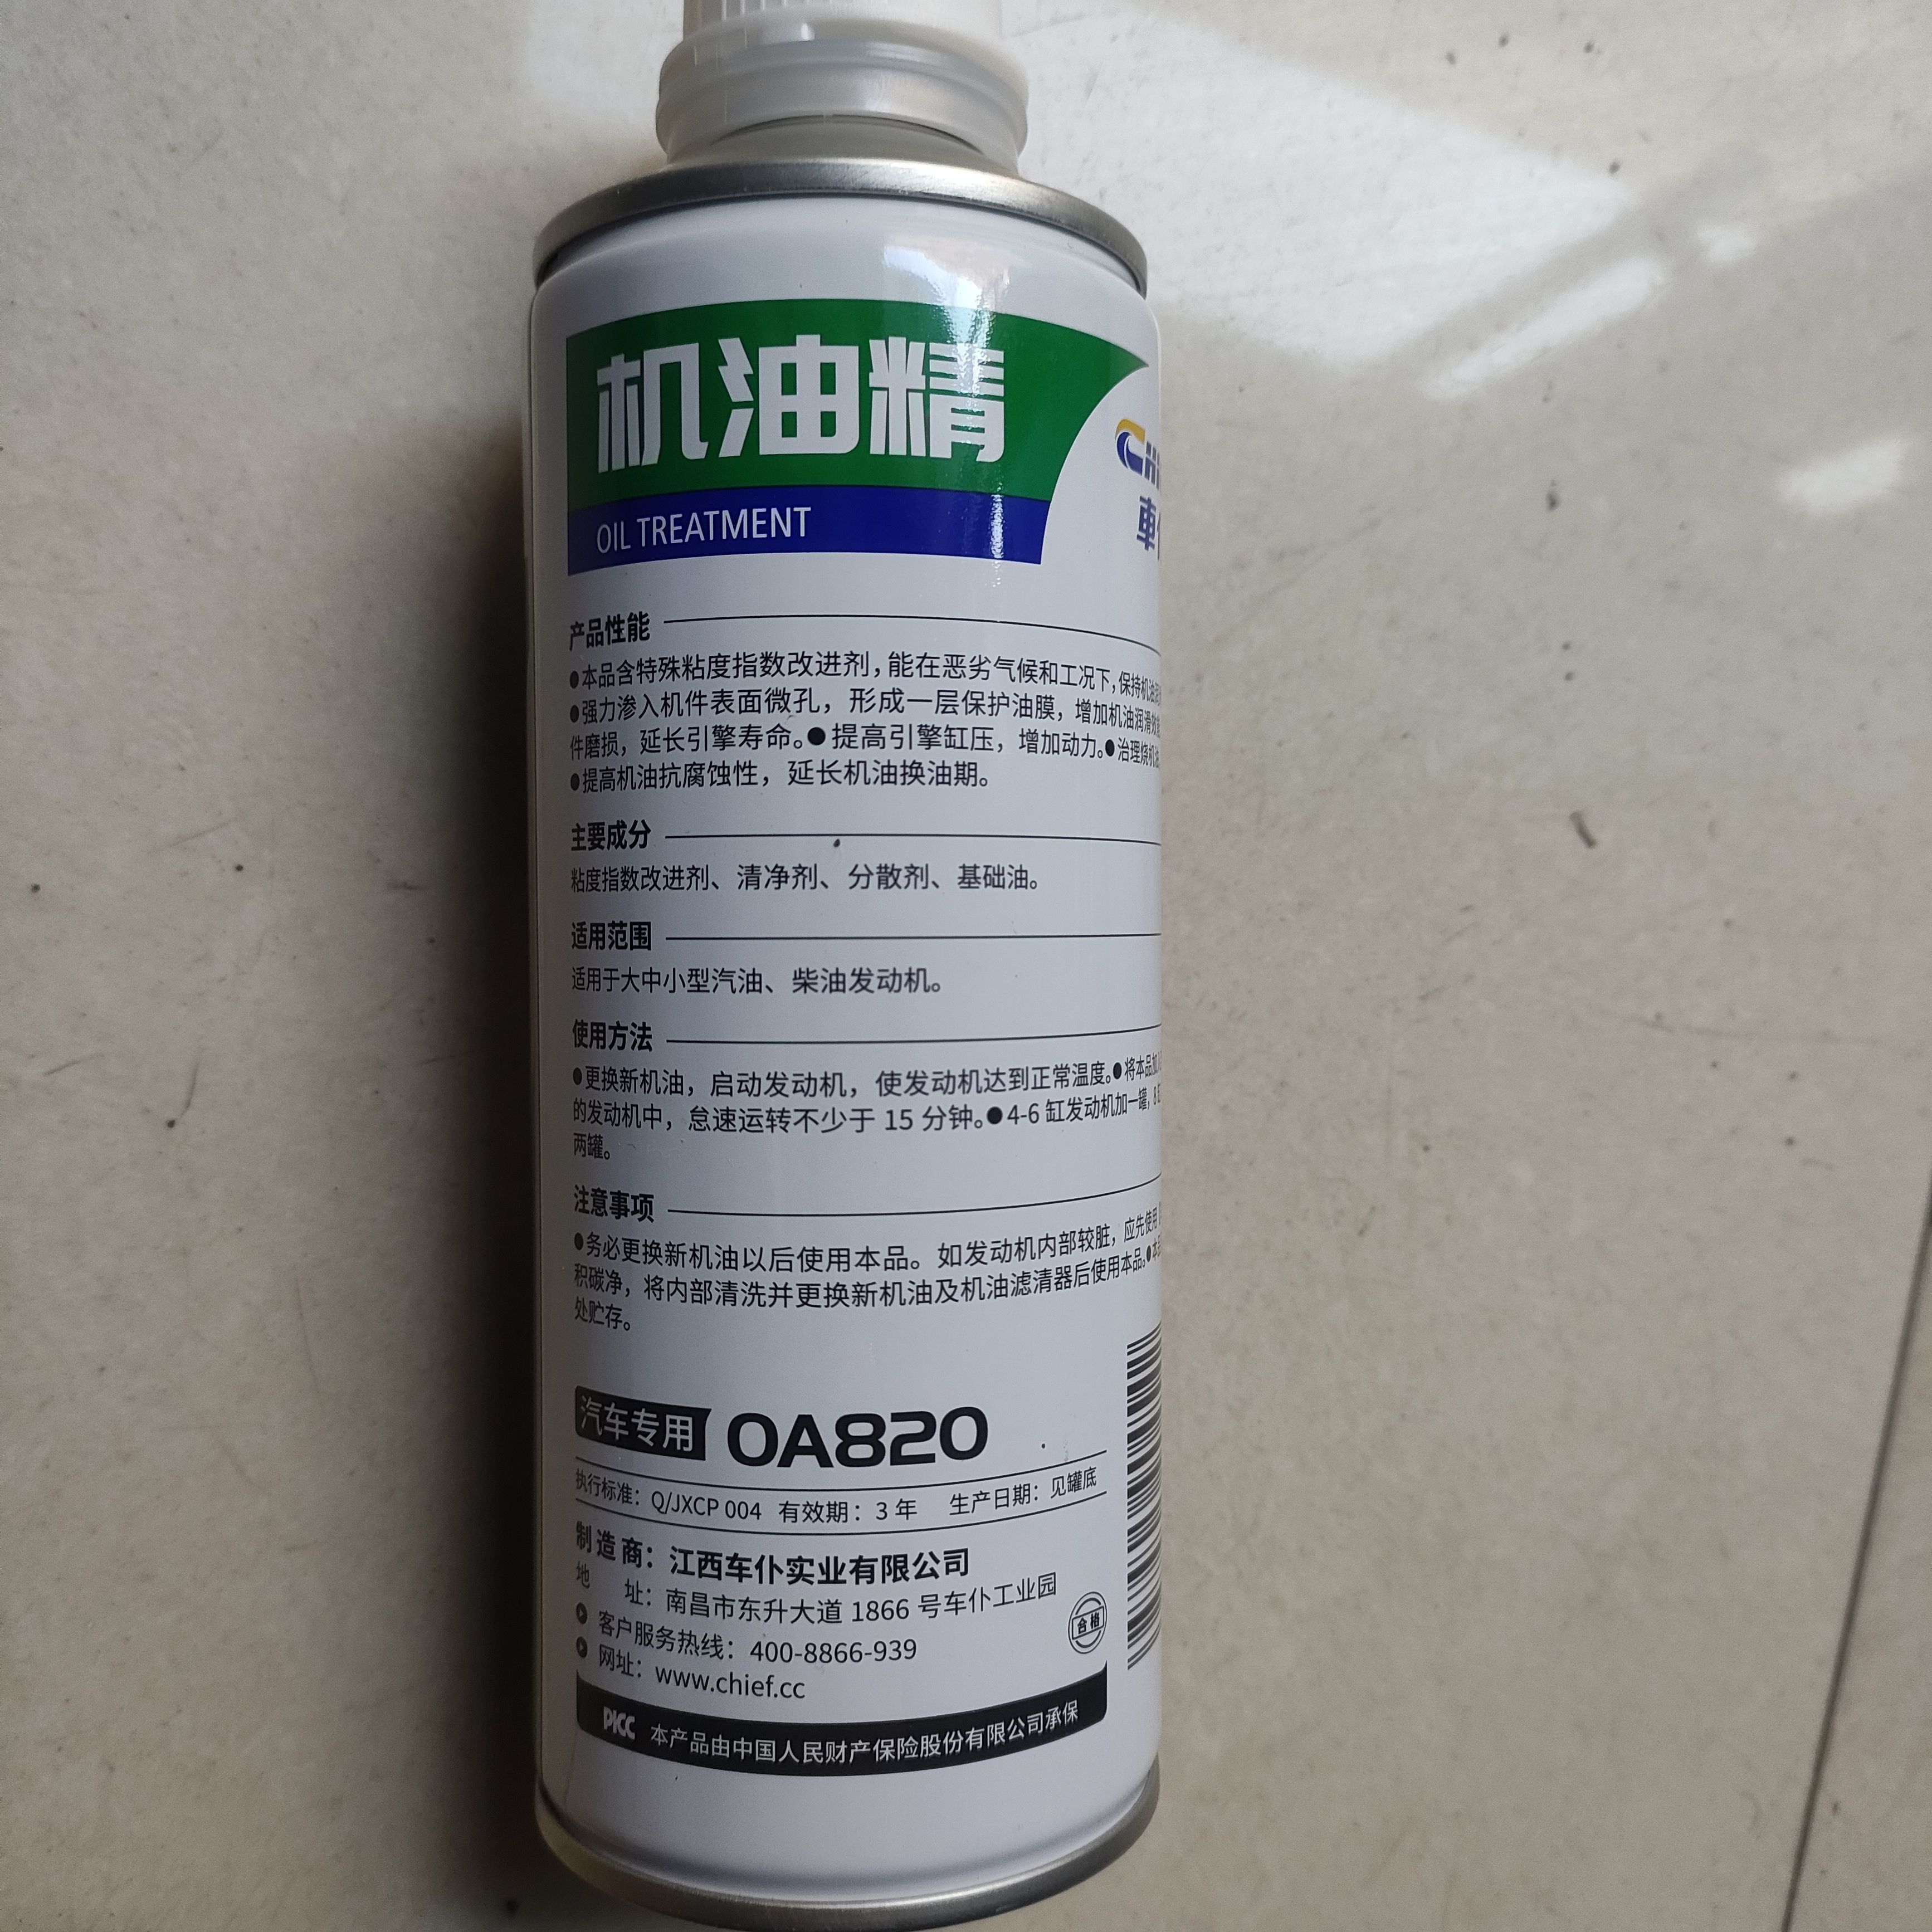 机油精
OIL TREATMENT
車
产品性能
●本品含特殊粘度指数改进剂，能在恶劣气候和工况下，保持机油
●强力渗入机件表面微孔，形成一层保护油膜，增加机油润滑
件磨损，延长引擎寿命。●提高引擎缸压，增加动力。●治理烧机
●提高机油抗腐蚀性，延长机油换油期。
主要成分
粘度指数改进剂、清净剂、分散剂、基础油。
适用范围
适用于大中小型汽油、柴油发动机。
使用方法
●更换新机油，启动发动机，使发动机达到正常温度。●将本品加
的发动机中，怠速运转不少于 15 分钟。●4-6 缸发动机加一罐，8
两罐。
注意事项
●务必更换新机油以后使用本品。如发动机内部较脏，应先使用
积碳净，将内部清洗并更换新机油及机油滤清器后使用本品。●本
处贮存。
汽车专用 OA820
执行标准：Q/JXCP 004 有效期：3 年 生产日期：见罐底
制造商：江西车仆实业有限公司
地 址：南昌市东升大道 1866 号车仆工业园
客户服务热线：400-8866-939
合格
网址：www.chief.cc
PICC 本产品由中国人民财产保险股份有限公司承保